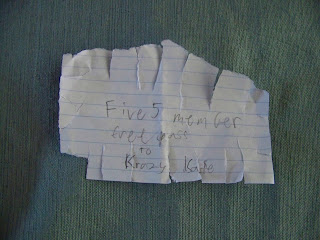 Five 5 member
free pass
to
Krazy Kafe